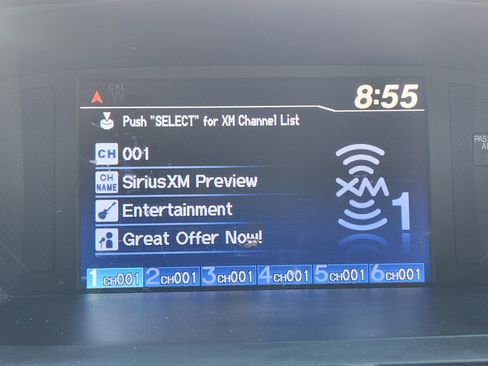 8:55
Push "SELECT" for XM Channel List
CH 001
CH NAME SiriusXM Preview
Entertainment
Great Offer Now!
XM 1
1 CH001 2 CH001 3 CH001 4 CH001 5 CH001 6 CH001